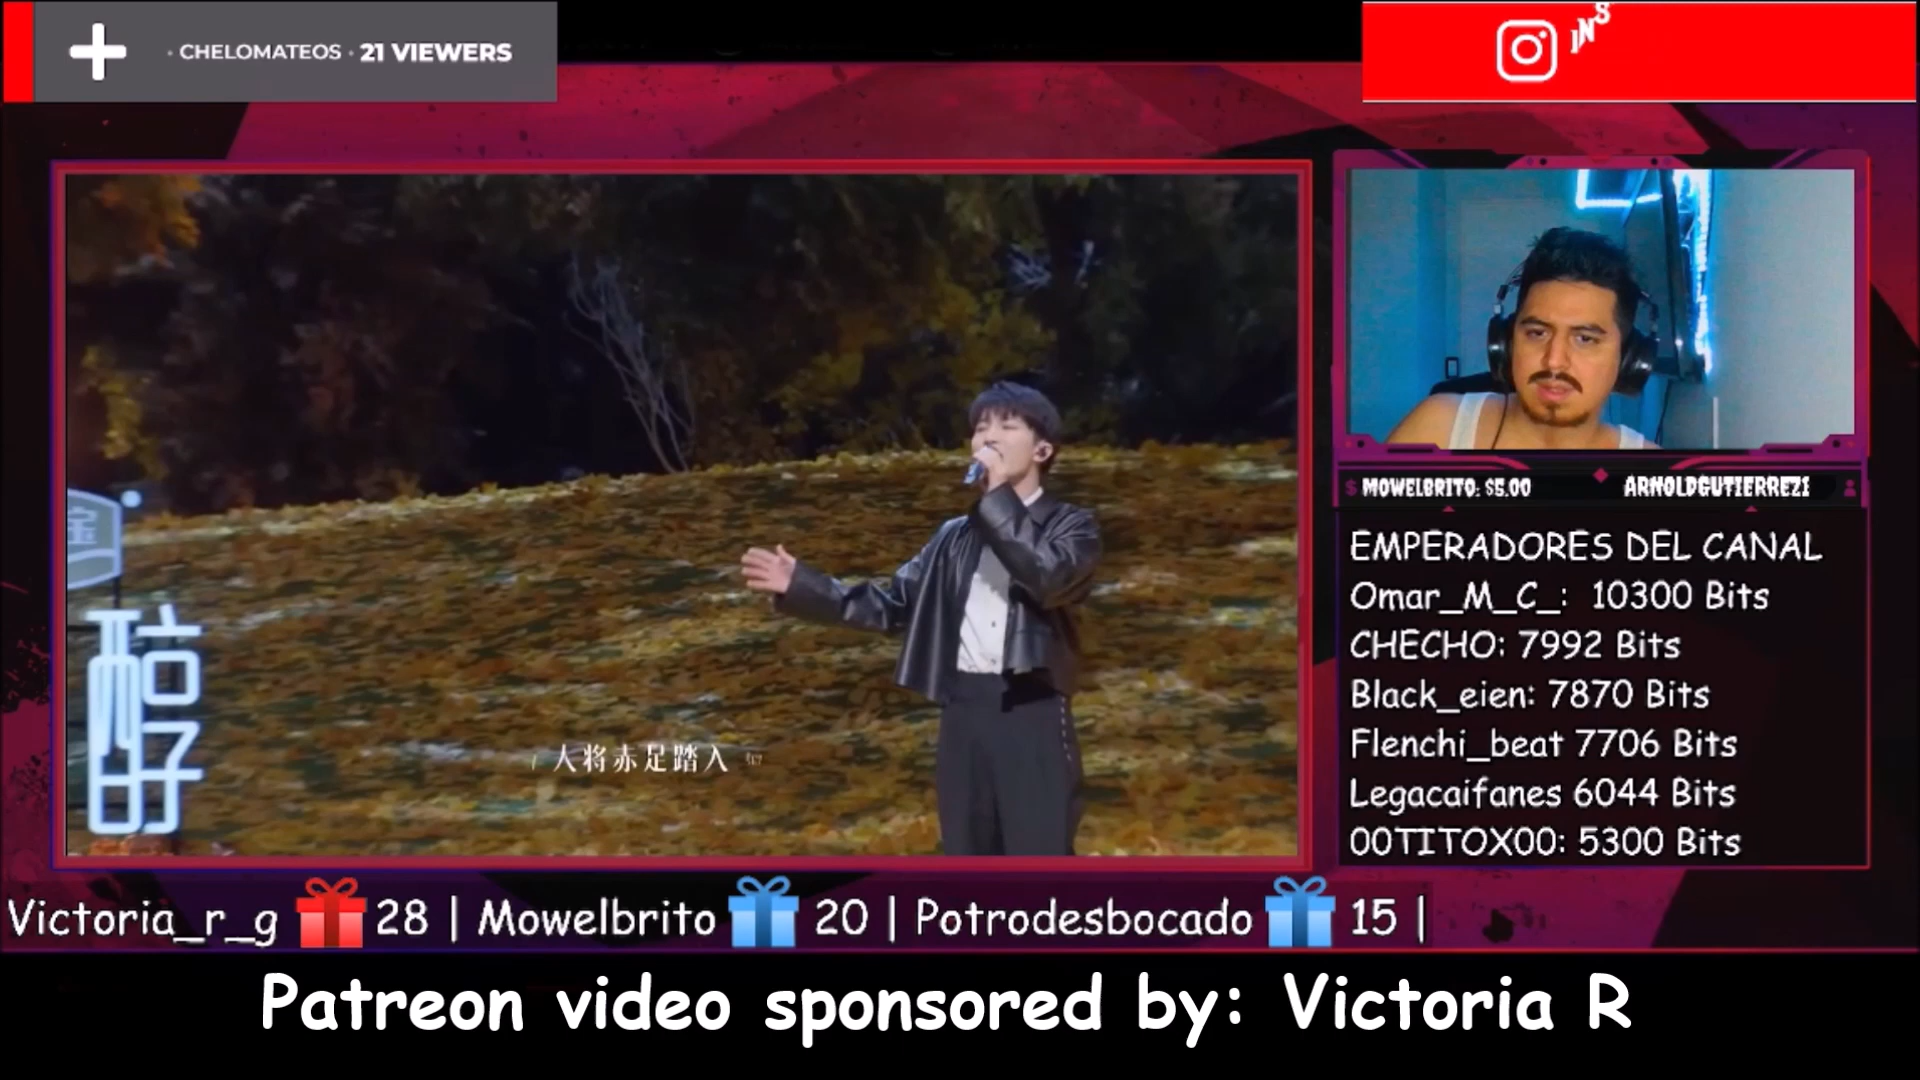 · CHELOMATEOS · 21 VIEWERS
INS
人将赤足踏入
MOWELBRITO: $5.00
ARNOLDGUTIERREZ1
EMPERADORES DEL CANAL
Omar_M_C_: 10300 Bits
CHECHO: 7992 Bits
Black_eien: 7870 Bits
Flenchi_beat 7706 Bits
Legacaifanes 6044 Bits
00TITOX00: 5300 Bits
Victoria_r_g 28 | Mowelbrito 20 | Potrodesbocado 15 |
Patreon video sponsored by: Victoria R